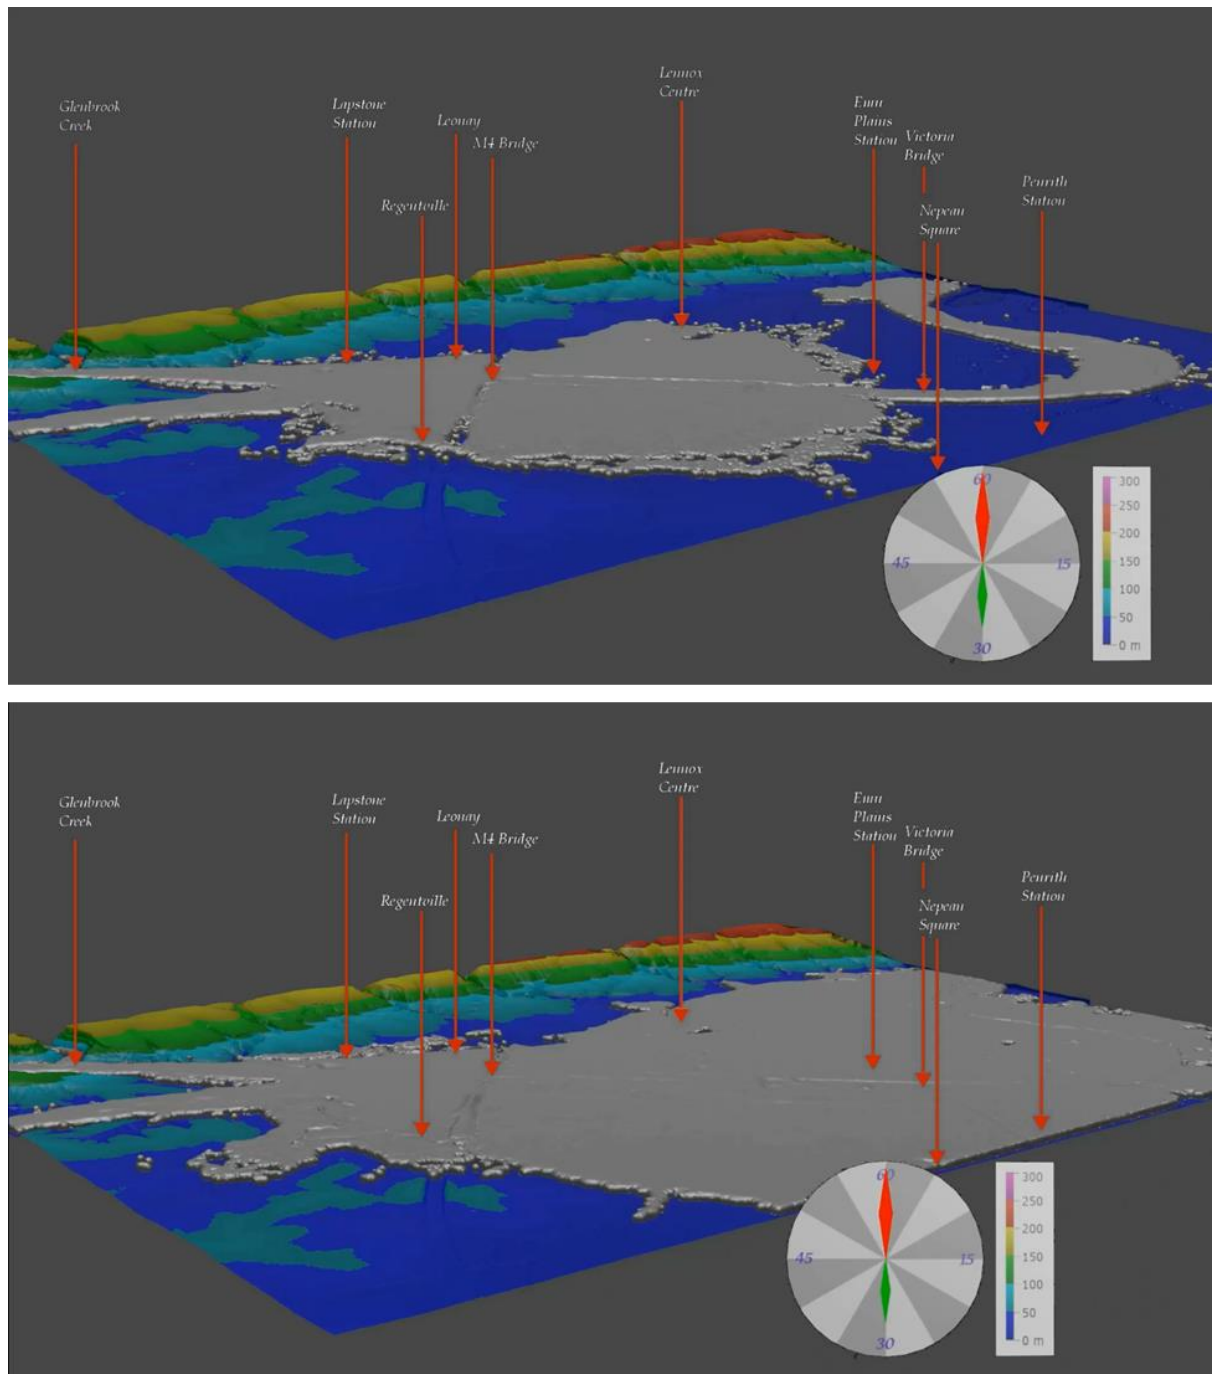 Lennox
Centre
Glenbrook
Creek
Lapstone
Station
Emu
Plains
Station
Leonay
Victoria
Bridge
M4 Bridge
Penrith
Station
Regentville
Nepean
Square
60
45
15
30
300
250
200
150
100
50
0 m
Lennox
Centre
Glenbrook
Creek
Lapstone
Station
Emu
Plains
Station
Leonay
Victoria
Bridge
M4 Bridge
Penrith
Station
Regentville
Nepean
Square
60
45
15
30
300
250
200
150
100
50
0 m